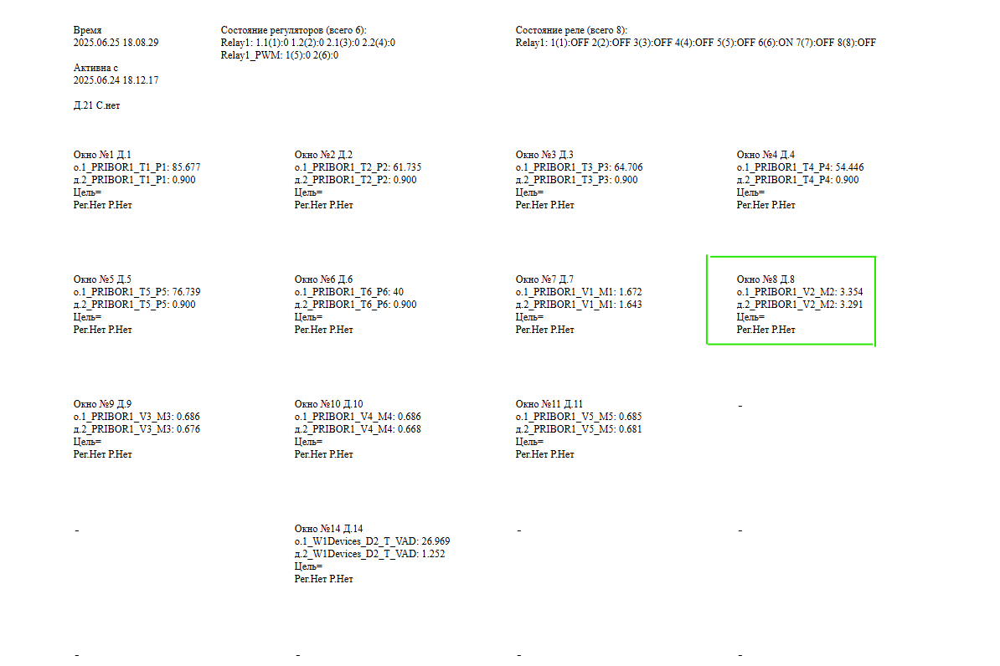 Время
2025.06.25 18.08.29
Активна с
2025.06.24 18.12.17
Д.21 С.нет
Состояние регуляторов (всего 6):
Relay1: 1.1(1):0 1.2(2):0 2.1(3):0 2.2(4):0
Relay1_PWM: 1(5):0 2(6):0
Состояние реле (всего 8):
Relay1: 1(1):OFF 2(2):OFF 3(3):OFF 4(4):OFF 5(5):OFF 6(6):ON 7(7):OFF 8(8):OFF
Окно №1 Д.1
о.1_PRIBOR1_T1_P1: 85.677
д.2_PRIBOR1_T1_P1: 0.900
Цель=
Рег.Нет Р.Нет
Окно №2 Д.2
о.1_PRIBOR1_T2_P2: 61.735
д.2_PRIBOR1_T2_P2: 0.900
Цель=
Рег.Нет Р.Нет
Окно №3 Д.3
о.1_PRIBOR1_T3_P3: 64.706
д.2_PRIBOR1_T3_P3: 0.900
Цель=
Рег.Нет Р.Нет
Окно №4 Д.4
о.1_PRIBOR1_T4_P4: 54.446
д.2_PRIBOR1_T4_P4: 0.900
Цель=
Рег.Нет Р.Нет
Окно №5 Д.5
о.1_PRIBOR1_T5_P5: 76.739
д.2_PRIBOR1_T5_P5: 0.900
Цель=
Рег.Нет Р.Нет
Окно №6 Д.6
о.1_PRIBOR1_T6_P6: 40
д.2_PRIBOR1_T6_P6: 0.900
Цель=
Рег.Нет Р.Нет
Окно №7 Д.7
о.1_PRIBOR1_V1_M1: 1.672
д.2_PRIBOR1_V1_M1: 1.643
Цель=
Рег.Нет Р.Нет
Окно №8 Д.8
о.1_PRIBOR1_V2_M2: 3.354
д.2_PRIBOR1_V2_M2: 3.291
Цель=
Рег.Нет Р.Нет
Окно №9 Д.9
о.1_PRIBOR1_V3_M3: 0.686
д.2_PRIBOR1_V3_M3: 0.676
Цель=
Рег.Нет Р.Нет
Окно №10 Д.10
о.1_PRIBOR1_V4_M4: 0.686
д.2_PRIBOR1_V4_M4: 0.668
Цель=
Рег.Нет Р.Нет
Окно №11 Д.11
о.1_PRIBOR1_V5_M5: 0.685
д.2_PRIBOR1_V5_M5: 0.681
Цель=
Рег.Нет Р.Нет
–
–
Окно №14 Д.14
о.1_W1Devices_D2_T_VAD: 26.969
д.2_W1Devices_D2_T_VAD: 1.252
Цель=
Рег.Нет Р.Нет
–
–
–
–
–
–